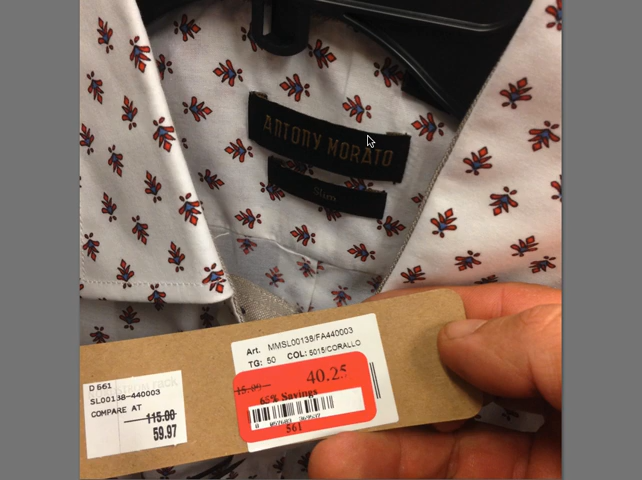 ANTONY MORATO
Slim
Art. MMSL00138/FA440003
TG: 50 COL: 5015/CORALLO
D 561
SL00138-440003
COMPARE AT
115.00
59.97
40.25
65% Savings
561